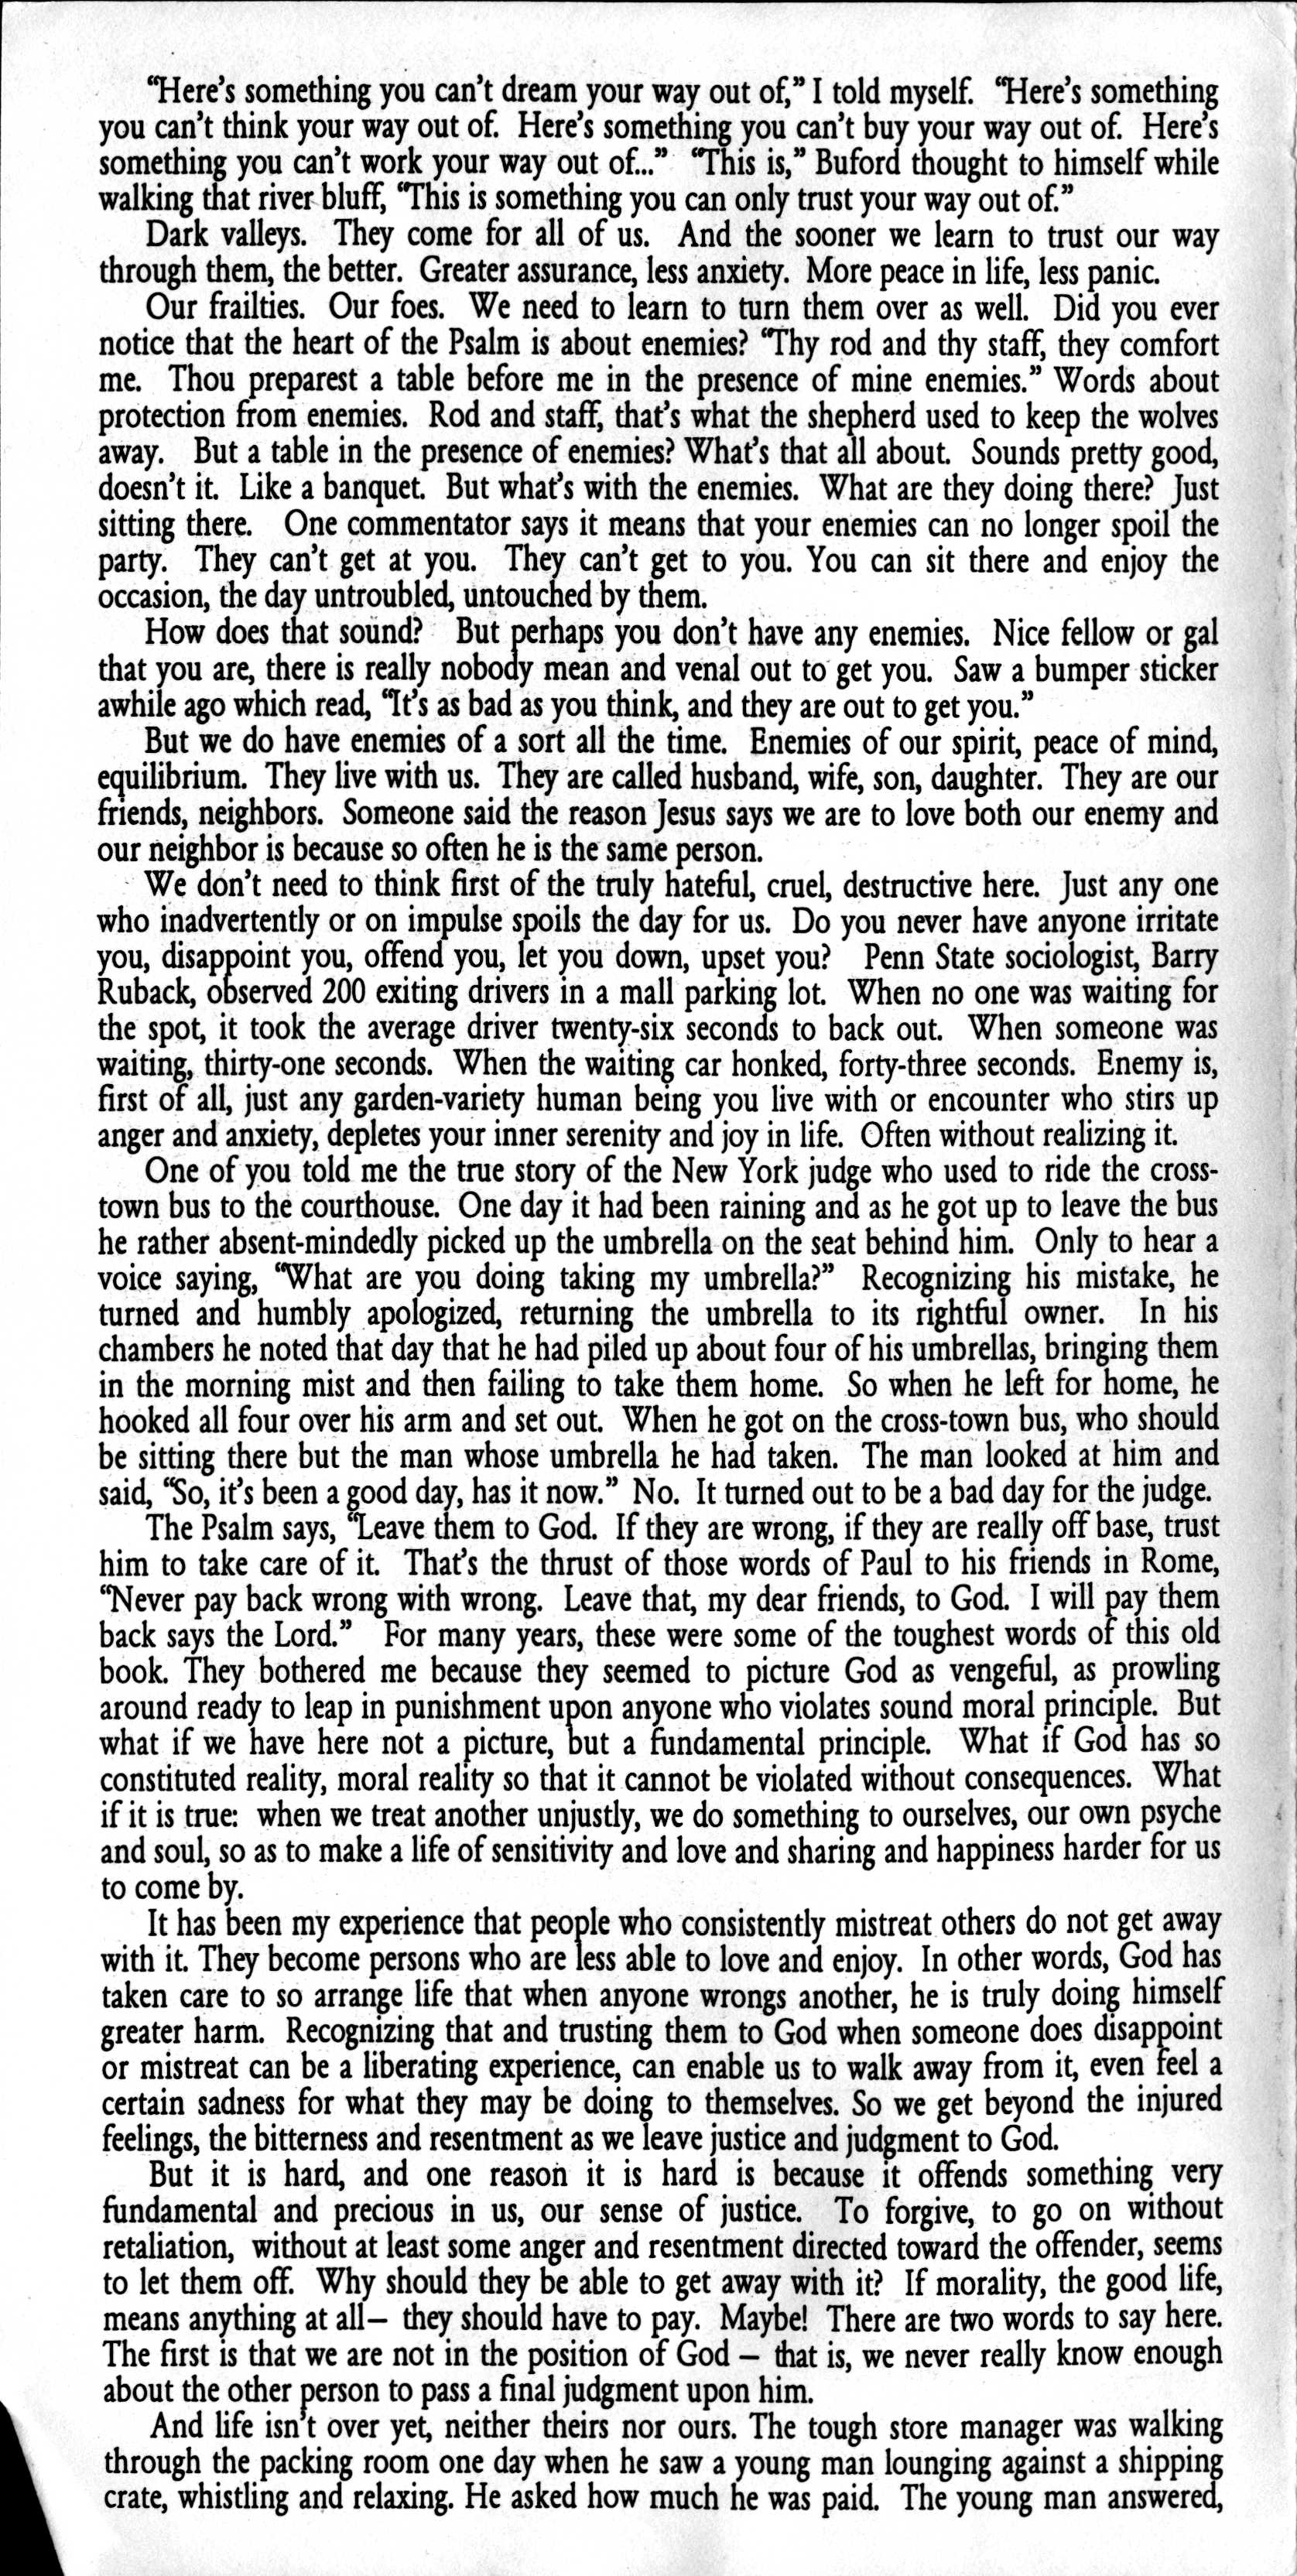 “Here’s something you can’t dream your way out of,” I told myself. “Here’s something
you can’t think your way out of. Here’s something you can’t buy your way out of. Here’s
something you can’t work your way out of...” “This is,” Buford thought to himself while
walking that river bluff, “This is something you can only trust your way out of.”
Dark valleys. They come for all of us. And the sooner we learn to trust our way
through them, the better. Greater assurance, less anxiety. More peace in life, less panic.
Our frailties. Our foes. We need to learn to turn them over as well. Did you ever
notice that the heart of the Psalm is about enemies? “Thy rod and thy staff, they comfort
me. Thou preparest a table before me in the presence of mine enemies.” Words about
protection from enemies. Rod and staff, that’s what the shepherd used to keep the wolves
away. But a table in the presence of enemies? What’s that all about. Sounds pretty good,
doesn’t it. Like a banquet. But what’s with the enemies. What are they doing there? Just
sitting there. One commentator says it means that your enemies can no longer spoil the
party. They can’t get at you. They can’t get to you. You can sit there and enjoy the
occasion, the day untroubled, untouched by them.
How does that sound? But perhaps you don’t have any enemies. Nice fellow or gal
that you are, there is really nobody mean and venal out to get you. Saw a bumper sticker
awhile ago which read, “It’s as bad as you think, and they are out to get you.”
But we do have enemies of a sort all the time. Enemies of our spirit, peace of mind,
equilibrium. They live with us. They are called husband, wife, son, daughter. They are our
friends, neighbors. Someone said the reason Jesus says we are to love both our enemy and
our neighbor is because so often he is the same person.
We don’t need to think first of the truly hateful, cruel, destructive here. Just any one
who inadvertently or on impulse spoils the day for us. Do you never have anyone irritate
you, disappoint you, offend you, let you down, upset you? Penn State sociologist, Barry
Ruback, observed 200 exiting drivers in a mall parking lot. When no one was waiting for
the spot, it took the average driver twenty-six seconds to back out. When someone was
waiting, thirty-one seconds. When the waiting car honked, forty-three seconds. Enemy is,
first of all, just any garden-variety human being you live with or encounter who stirs up
anger and anxiety, depletes your inner serenity and joy in life. Often without realizing it.
One of you told me the true story of the New York judge who used to ride the cross-
town bus to the courthouse. One day it had been raining and as he got up to leave the bus
he rather absent-mindedly picked up the umbrella on the seat behind him. Only to hear a
voice saying, “What are you doing taking my umbrella?” Recognizing his mistake, he
turned and humbly apologized, returning the umbrella to its rightful owner. In his
chambers he noted that day that he had piled up about four of his umbrellas, bringing them
in the morning mist and then failing to take them home. So when he left for home, he
hooked all four over his arm and set out. When he got on the cross-town bus, who should
be sitting there but the man whose umbrella he had taken. The man looked at him and
said, “So, it’s been a good day, has it now.” No. It turned out to be a bad day for the judge.
The Psalm says, “Leave them to God. If they are wrong, if they are really off base, trust
him to take care of it. That’s the thrust of those words of Paul to his friends in Rome,
“Never pay back wrong with wrong. Leave that, my dear friends, to God. I will pay them
back says the Lord.” For many years, these were some of the toughest words of this old
book. They bothered me because they seemed to picture God as vengeful, as prowling
around ready to leap in punishment upon anyone who violates sound moral principle. But
what if we have here not a picture, but a fundamental principle. What if God has so
constituted reality, moral reality so that it cannot be violated without consequences. What
if it is true: when we treat another unjustly, we do something to ourselves, our own psyche
and soul, so as to make a life of sensitivity and love and sharing and happiness harder for us
to come by.
It has been my experience that people who consistently mistreat others do not get away
with it. They become persons who are less able to love and enjoy. In other words, God has
taken care to so arrange life that when anyone wrongs another, he is truly doing himself
greater harm. Recognizing that and trusting them to God when someone does disappoint
or mistreat can be a liberating experience, can enable us to walk away from it, even feel a
certain sadness for what they may be doing to themselves. So we get beyond the injured
feelings, the bitterness and resentment as we leave justice and judgment to God.
But it is hard, and one reason it is hard is because it offends something very
fundamental and precious in us, our sense of justice. To forgive, to go on without
retaliation, without at least some anger and resentment directed toward the offender, seems
to let them off. Why should they be able to get away with it? If morality, the good life,
means anything at all— they should have to pay. Maybe! There are two words to say here.
The first is that we are not in the position of God — that is, we never really know enough
about the other person to pass a final judgment upon him.
And life isn’t over yet, neither theirs nor ours. The tough store manager was walking
through the packing room one day when he saw a young man lounging against a shipping
crate, whistling and relaxing. He asked how much he was paid. The young man answered,